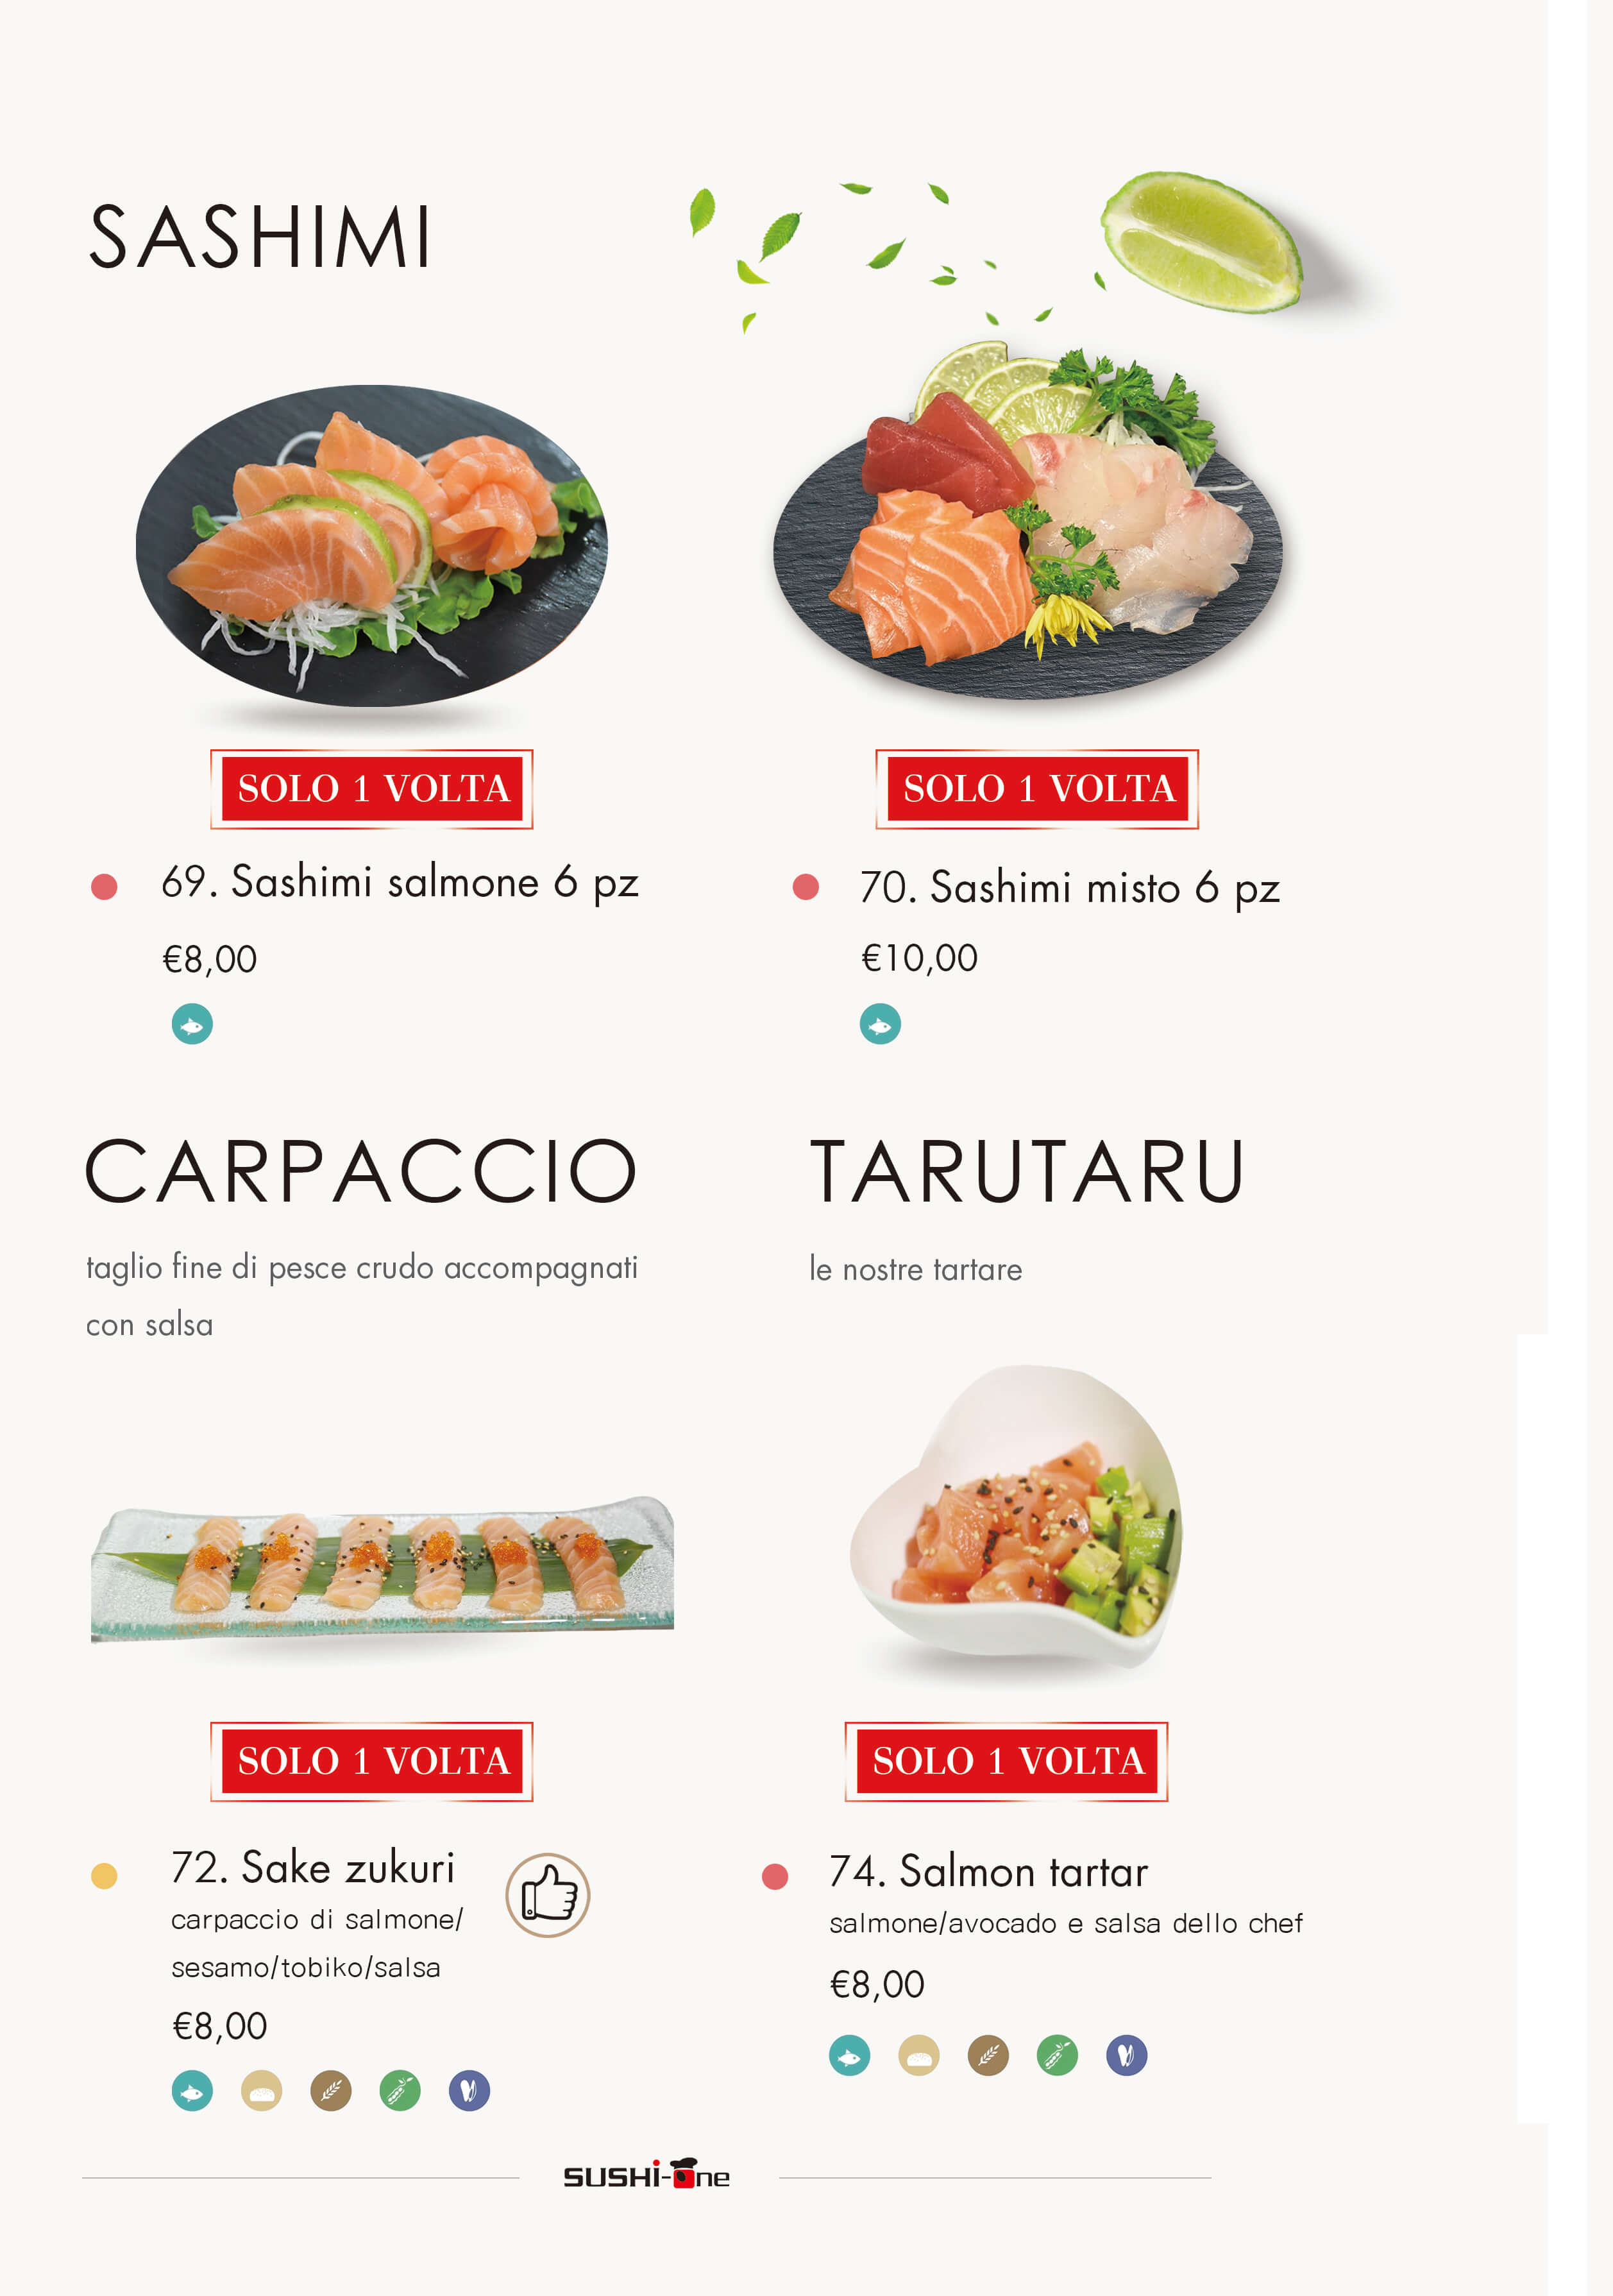 SASHIMI
SOLO 1 VOLTA
69. Sashimi salmone 6 pz
€8,00
SOLO 1 VOLTA
70. Sashimi misto 6 pz
€10,00
CARPACCIO
taglio fine di pesce crudo accompagnati
con salsa
TARUTARU
le nostre tartare
SOLO 1 VOLTA
72. Sake zukuri
carpaccio di salmone/
sesamo/tobiko/salsa
€8,00
SOLO 1 VOLTA
74. Salmon tartar
salmone/avocado e salsa dello chef
€8,00
SUSHi-One